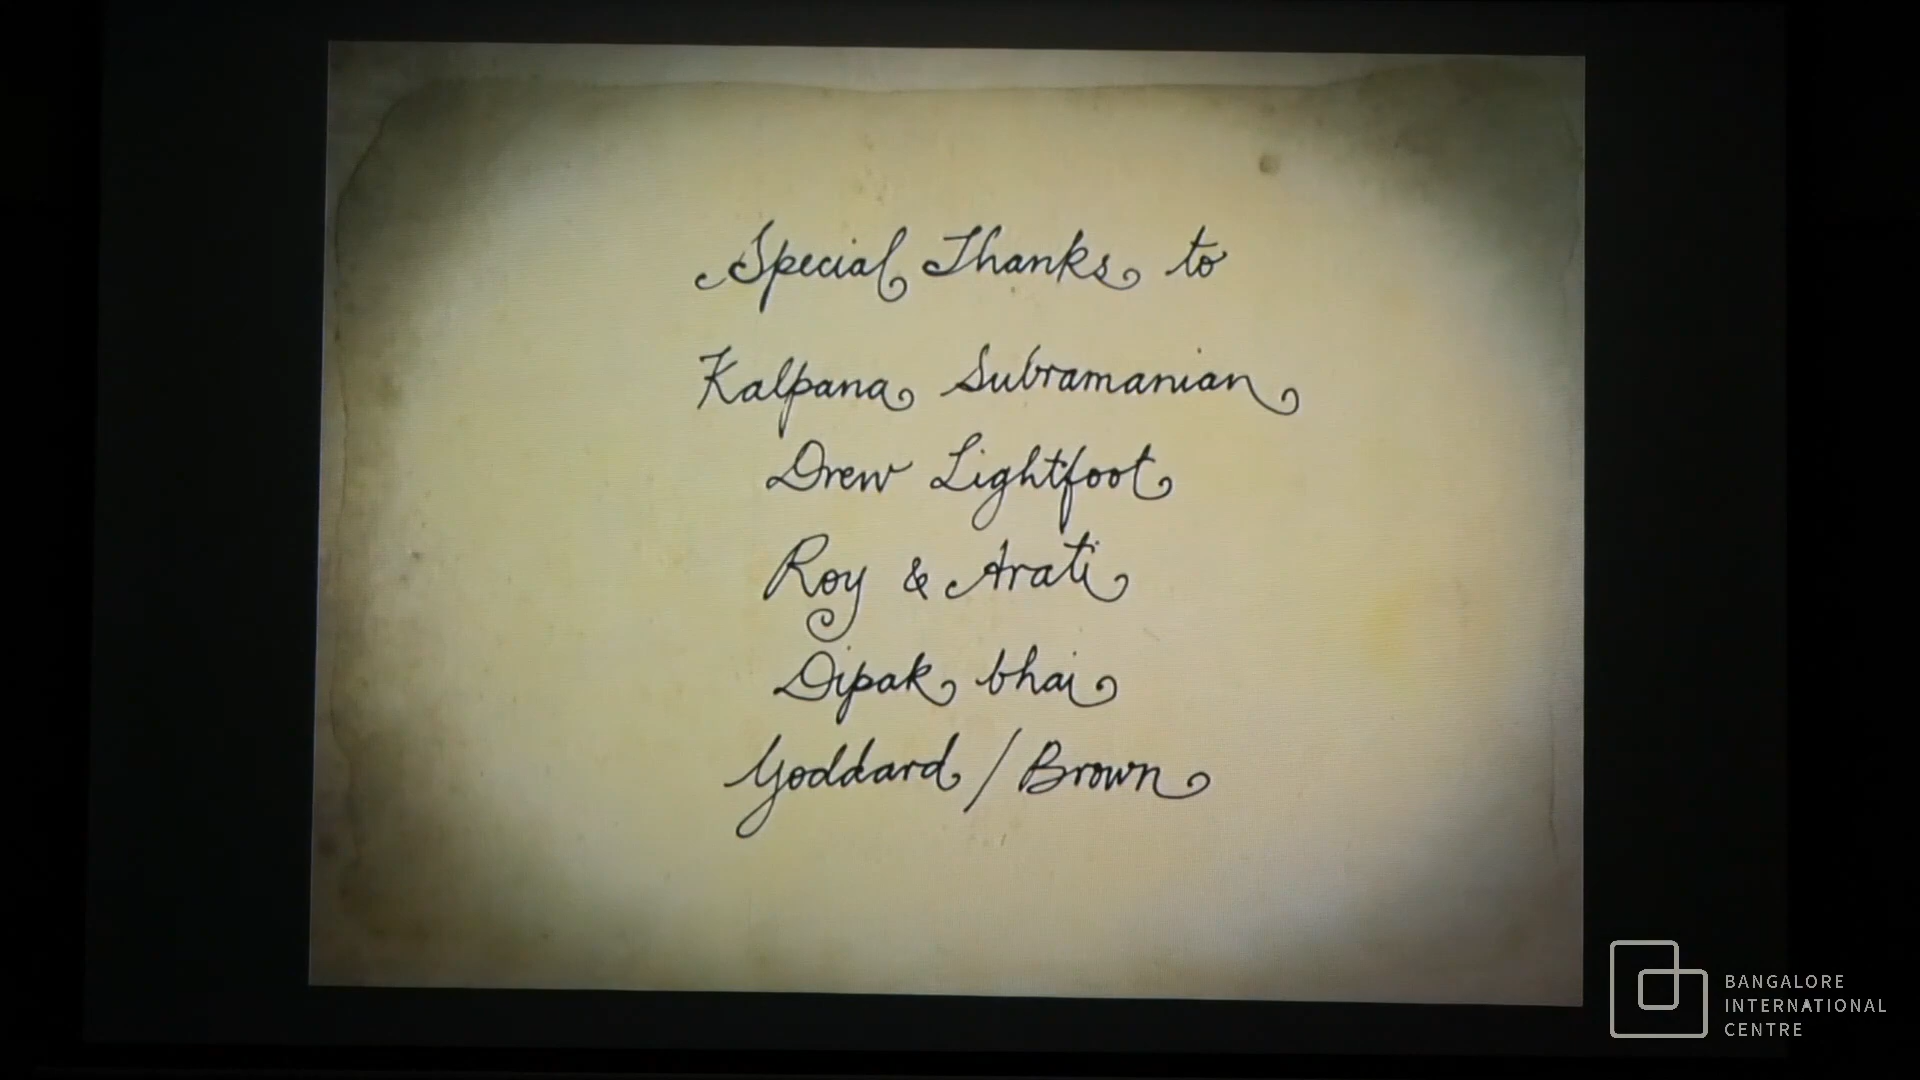 Special Thanks to
Kalpana Subramanian
Drew Lightfoot
Roy & Arati
Dipak bhai
Goddard / Brown
BANGALORE
INTERNATIONAL
CENTRE